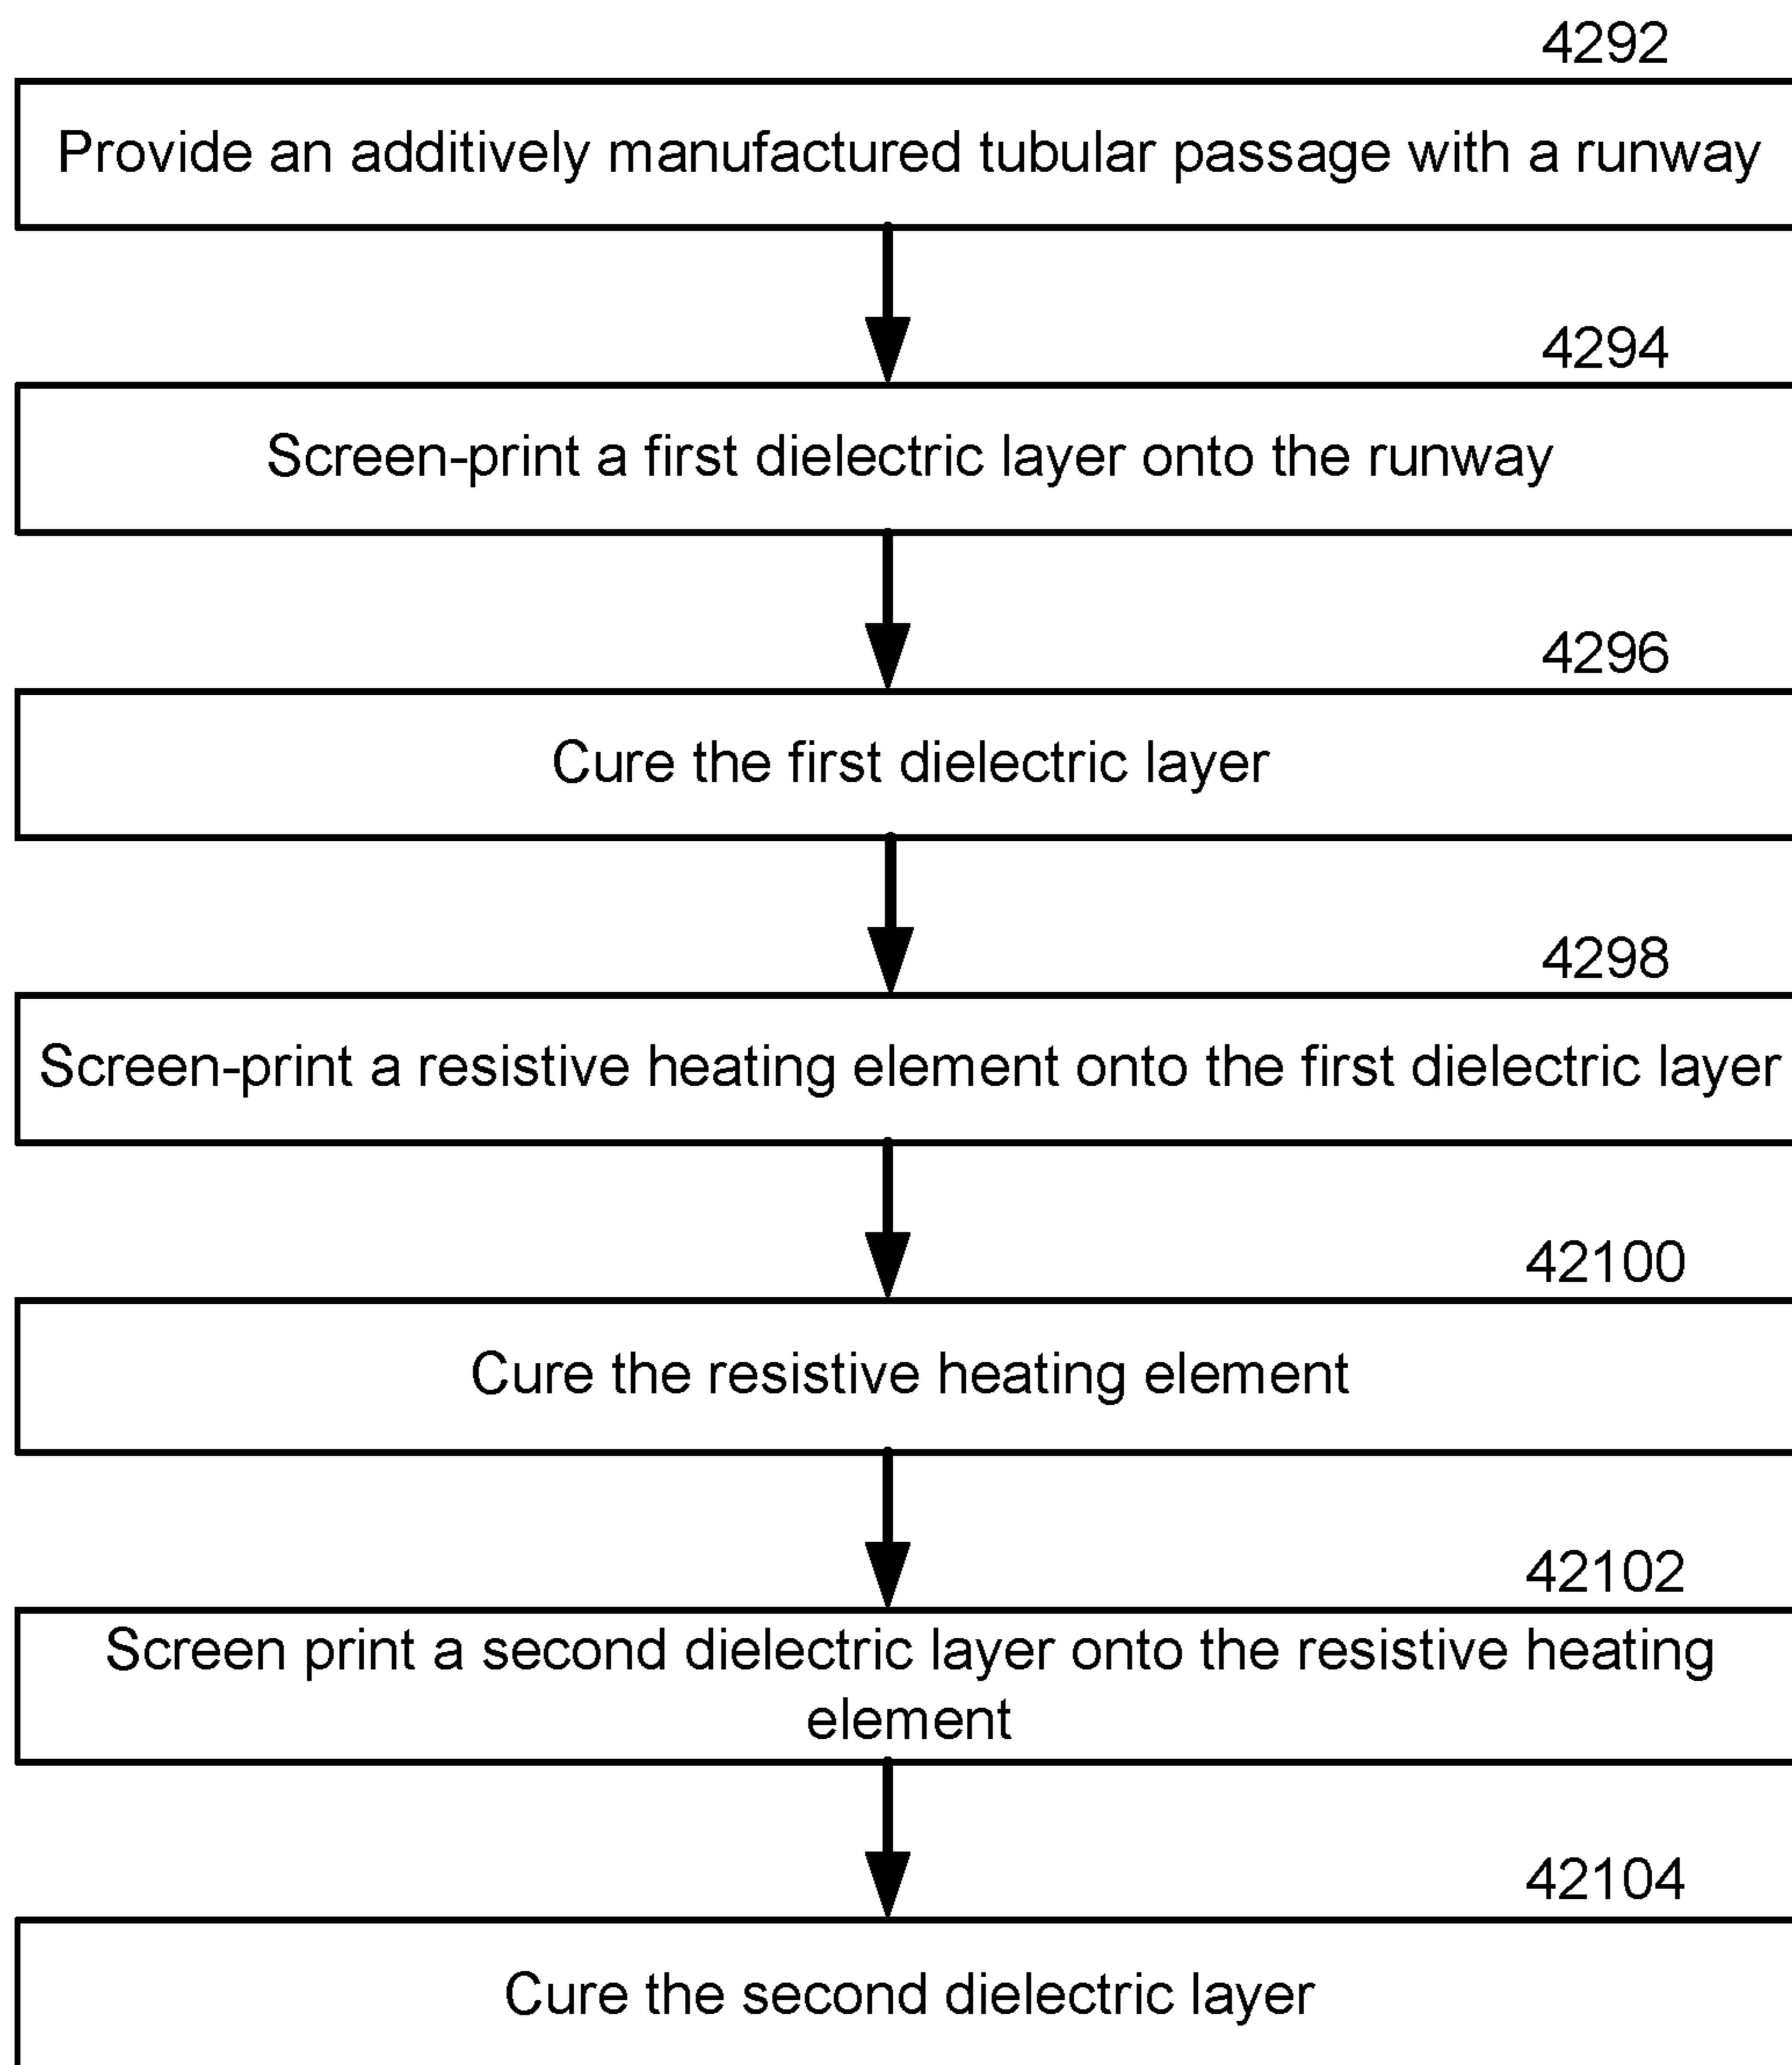 4292
Provide an additively manufactured tubular passage with a runway
4294
Screen-print a first dielectric layer onto the runway
4296
Cure the first dielectric layer
4298
Screen-print a resistive heating element onto the first dielectric layer
42100
Cure the resistive heating element
42102
Screen print a second dielectric layer onto the resistive heating
element
42104
Cure the second dielectric layer